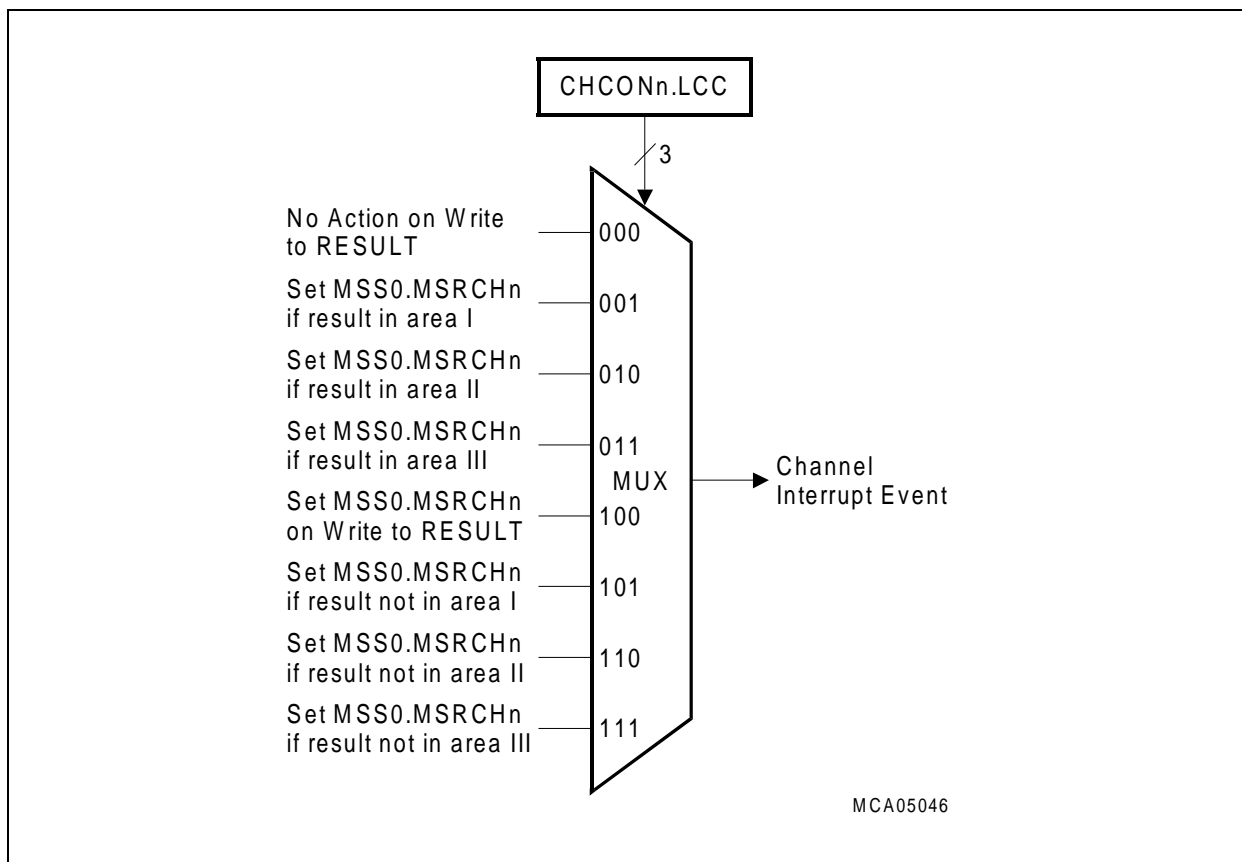 CHCONn.LCC
3
No Action on Write
to RESULT
000
Set MSS0.MSRCHn
if result in area I
001
Set MSS0.MSRCHn
if result in area II
010
Set MSS0.MSRCHn
if result in area III
011
MUX
Channel
Interrupt Event
Set MSS0.MSRCHn
on Write to RESULT
100
Set MSS0.MSRCHn
if result not in area I
101
Set MSS0.MSRCHn
if result not in area II
110
Set MSS0.MSRCHn
if result not in area III
111
MCA05046